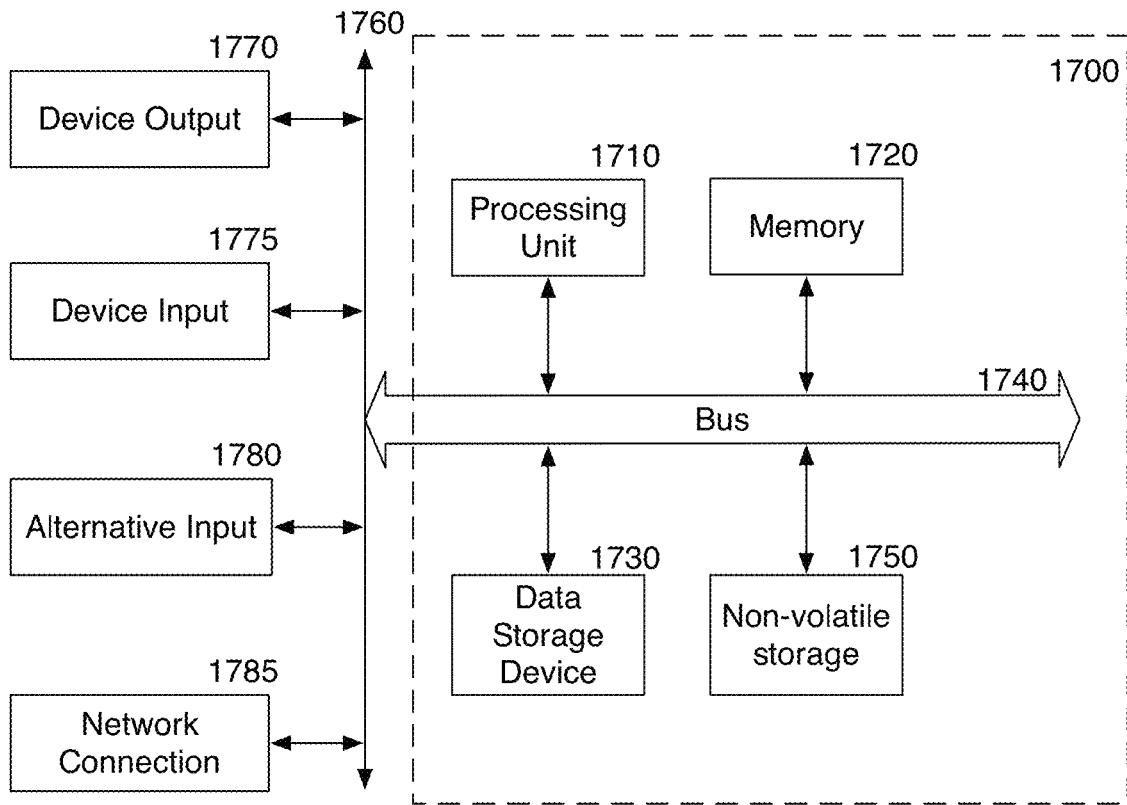 1760
1770
Device Output
1700
1710
Processing
Unit
1720
Memory
1775
Device Input
1740
Bus
1780
Alternative Input
1730
Data
Storage
Device
1750
Non-volatile
storage
1785
Network
Connection